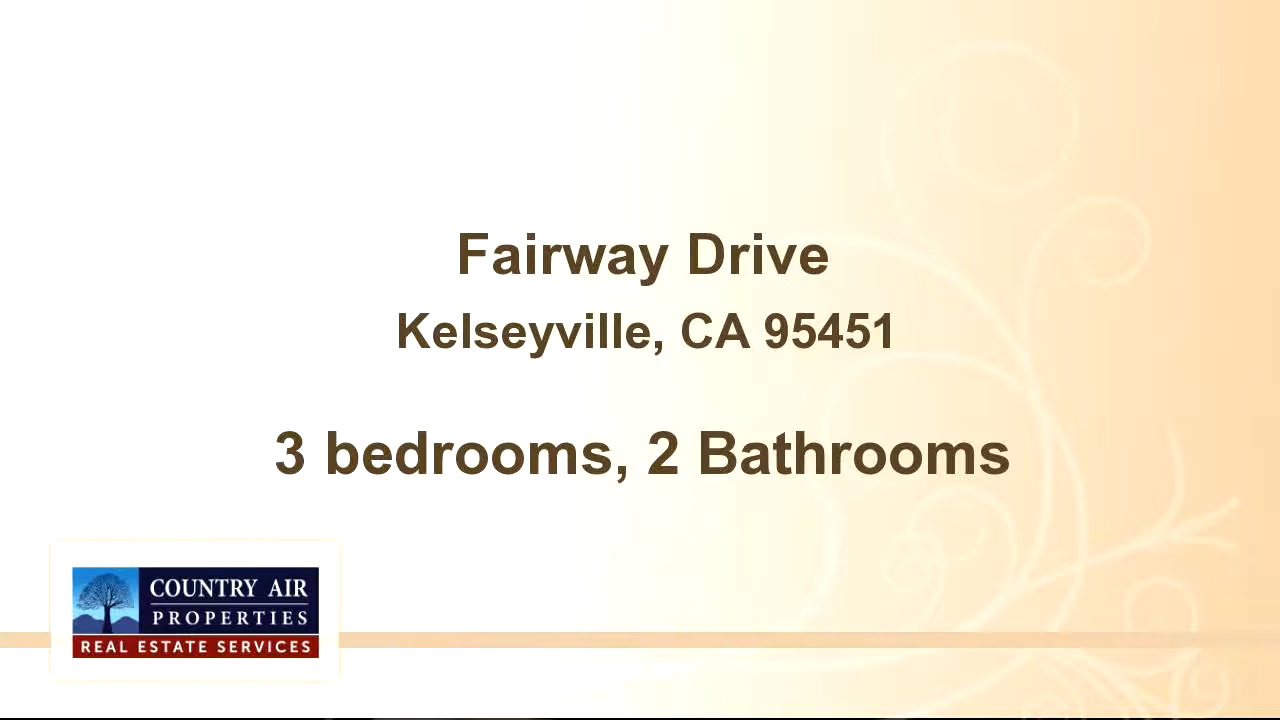 Fairway Drive
Kelseyville, CA 95451
3 bedrooms, 2 Bathrooms
COUNTRY AIR
PROPERTIES
REAL ESTATE SERVICES